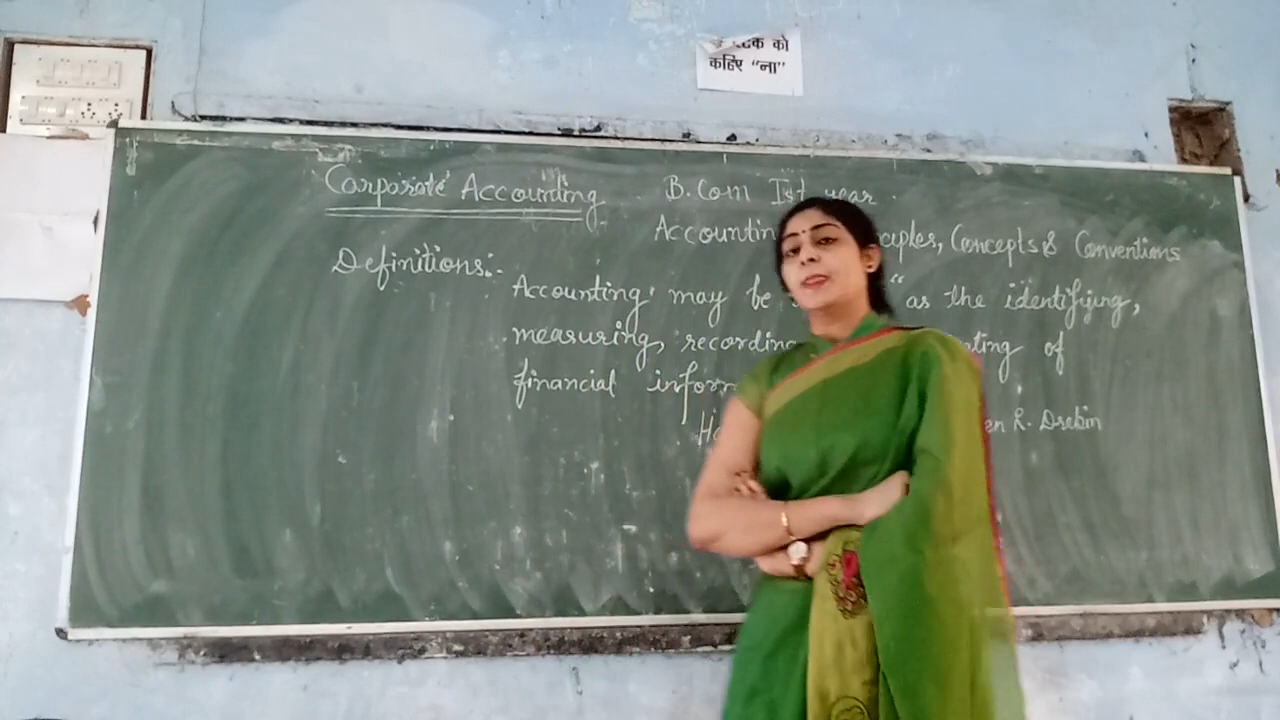 को
कहिए "ना"
Corporate Accounting B.Com Ist year.
Accountin ciples, Concepts & Conventions
Definitions:-
Accounting may be "as the identifying,
measuring, recording ting of
financial inform
en R. Drebin